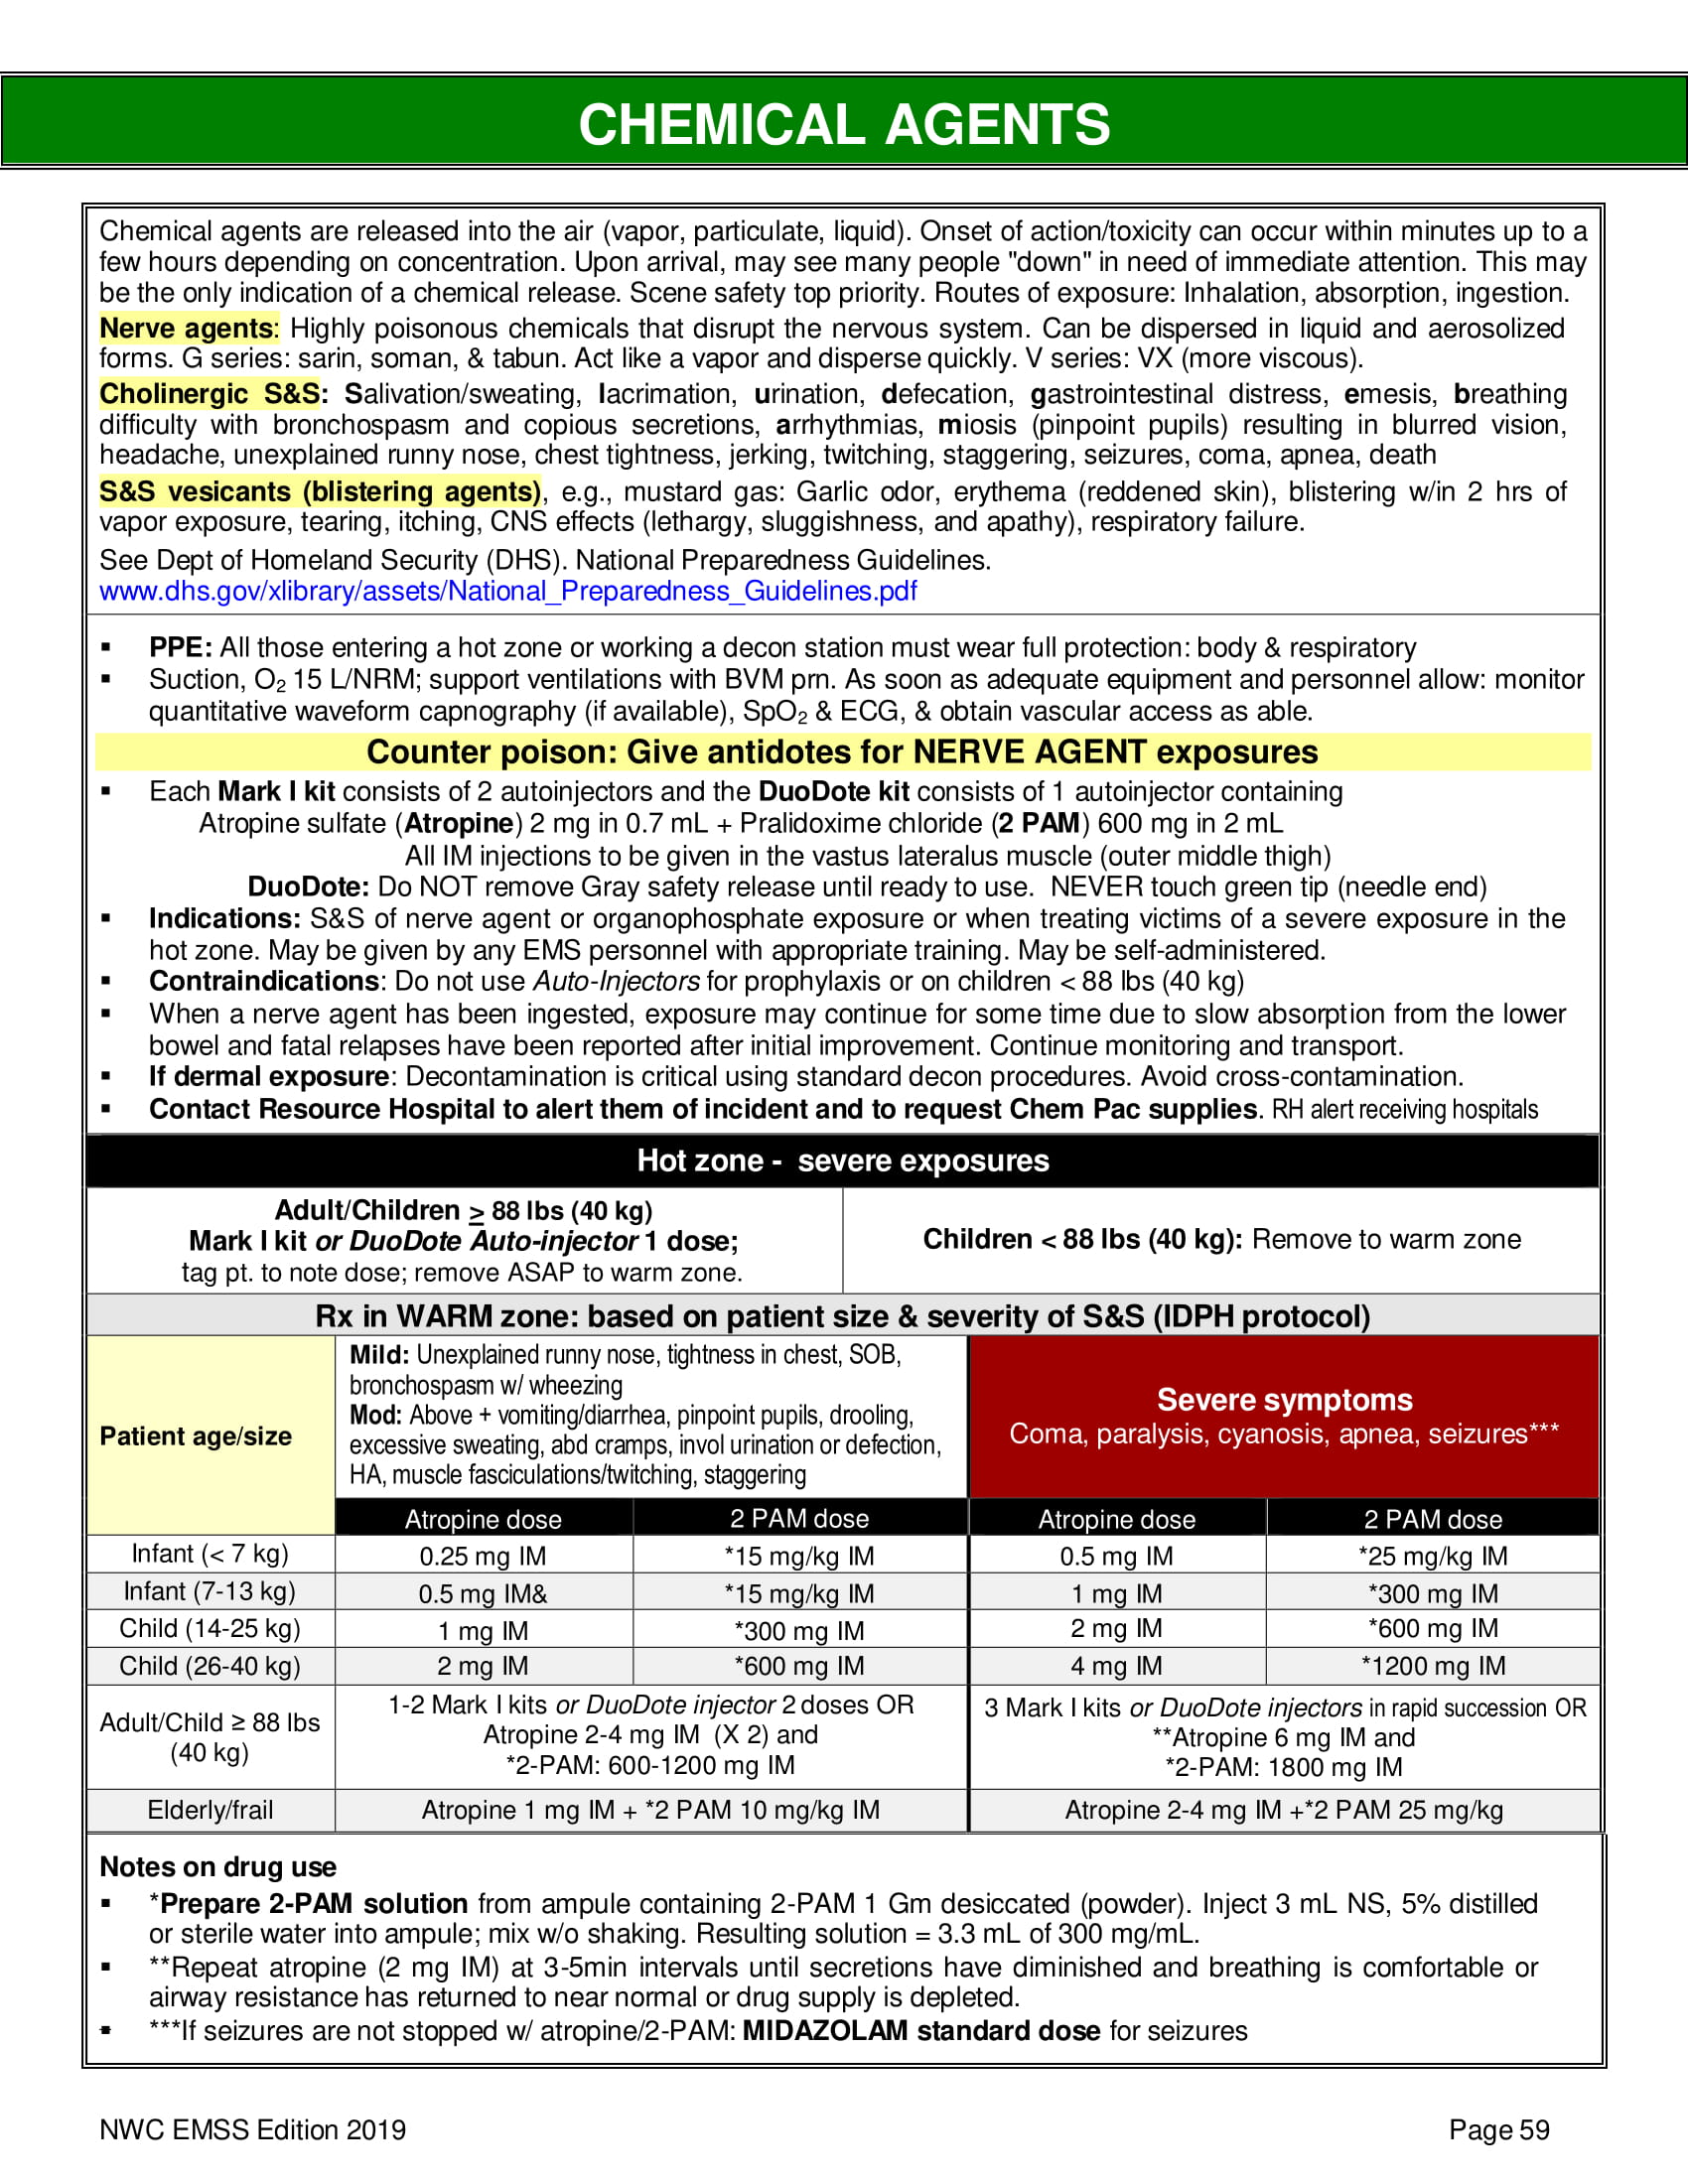 CHEMICAL AGENTS
Chemical agents are released into the air (vapor, particulate, liquid). Onset of action/toxicity can occur within minutes up to a
few hours depending on concentration. Upon arrival, may see many people "down" in need of immediate attention. This may
be the only indication of a chemical release. Scene safety top priority. Routes of exposure: Inhalation, absorption, ingestion.
Nerve agents: Highly poisonous chemicals that disrupt the nervous system. Can be dispersed in liquid and aerosolized
forms. G series: sarin, soman, & tabun. Act like a vapor and disperse quickly. V series: VX (more viscous).
Cholinergic S&S: Salivation/sweating, lacrimation, urination, defecation, gastrointestinal distress, emesis, breathing
difficulty with bronchospasm and copious secretions, arrhythmias, miosis (pinpoint pupils) resulting in blurred vision,
headache, unexplained runny nose, chest tightness, jerking, twitching, staggering, seizures, coma, apnea, death
S&S vesicants (blistering agents), e.g., mustard gas: Garlic odor, erythema (reddened skin), blistering w/in 2 hrs of
vapor exposure, tearing, itching, CNS effects (lethargy, sluggishness, and apathy), respiratory failure.
See Dept of Homeland Security (DHS). National Preparedness Guidelines.
www.dhs.gov/xlibrary/assets/National_Preparedness_Guidelines.pdf
▪ PPE: All those entering a hot zone or working a decon station must wear full protection: body & respiratory
▪ Suction, O2 15 L/NRM; support ventilations with BVM prn. As soon as adequate equipment and personnel allow: monitor
quantitative waveform capnography (if available), SpO2 & ECG, & obtain vascular access as able.
Counter poison: Give antidotes for NERVE AGENT exposures
▪ Each Mark I kit consists of 2 autoinjectors and the DuoDote kit consists of 1 autoinjector containing
Atropine sulfate (Atropine) 2 mg in 0.7 mL + Pralidoxime chloride (2 PAM) 600 mg in 2 mL
All IM injections to be given in the vastus lateralus muscle (outer middle thigh)
DuoDote: Do NOT remove Gray safety release until ready to use. NEVER touch green tip (needle end)
▪ Indications: S&S of nerve agent or organophosphate exposure or when treating victims of a severe exposure in the
hot zone. May be given by any EMS personnel with appropriate training. May be self-administered.
▪ Contraindications: Do not use Auto-Injectors for prophylaxis or on children < 88 lbs (40 kg)
▪ When a nerve agent has been ingested, exposure may continue for some time due to slow absorption from the lower
bowel and fatal relapses have been reported after initial improvement. Continue monitoring and transport.
▪ If dermal exposure: Decontamination is critical using standard decon procedures. Avoid cross-contamination.
▪ Contact Resource Hospital to alert them of incident and to request Chem Pac supplies. RH alert receiving hospitals
Hot zone - severe exposures
Adult/Children ≥ 88 lbs (40 kg)
Mark I kit or DuoDote Auto-injector 1 dose;
tag pt. to note dose; remove ASAP to warm zone.
Children < 88 lbs (40 kg): Remove to warm zone
Rx in WARM zone: based on patient size & severity of S&S (IDPH protocol)
Patient age/size
Mild: Unexplained runny nose, tightness in chest, SOB,
bronchospasm w/ wheezing
Mod: Above + vomiting/diarrhea, pinpoint pupils, drooling,
excessive sweating, abd cramps, invol urination or defection,
HA, muscle fasciculations/twitching, staggering
Severe symptoms
Coma, paralysis, cyanosis, apnea, seizures***
Atropine dose 2 PAM dose Atropine dose 2 PAM dose
Infant (< 7 kg) 0.25 mg IM *15 mg/kg IM 0.5 mg IM *25 mg/kg IM
Infant (7-13 kg) 0.5 mg IM& *15 mg/kg IM 1 mg IM *300 mg IM
Child (14-25 kg) 1 mg IM *300 mg IM 2 mg IM *600 mg IM
Child (26-40 kg) 2 mg IM *600 mg IM 4 mg IM *1200 mg IM
Adult/Child ≥ 88 lbs
(40 kg)
1-2 Mark I kits or DuoDote injector 2 doses OR
Atropine 2-4 mg IM (X 2) and
*2-PAM: 600-1200 mg IM
3 Mark I kits or DuoDote injectors in rapid succession OR
**Atropine 6 mg IM and
*2-PAM: 1800 mg IM
Elderly/frail Atropine 1 mg IM + *2 PAM 10 mg/kg IM Atropine 2-4 mg IM +*2 PAM 25 mg/kg
Notes on drug use
▪ *Prepare 2-PAM solution from ampule containing 2-PAM 1 Gm desiccated (powder). Inject 3 mL NS, 5% distilled
or sterile water into ampule; mix w/o shaking. Resulting solution = 3.3 mL of 300 mg/mL.
▪ **Repeat atropine (2 mg IM) at 3-5min intervals until secretions have diminished and breathing is comfortable or
airway resistance has returned to near normal or drug supply is depleted.
▪ ***If seizures are not stopped w/ atropine/2-PAM: MIDAZOLAM standard dose for seizures
NWC EMSS Edition 2019
Page 59